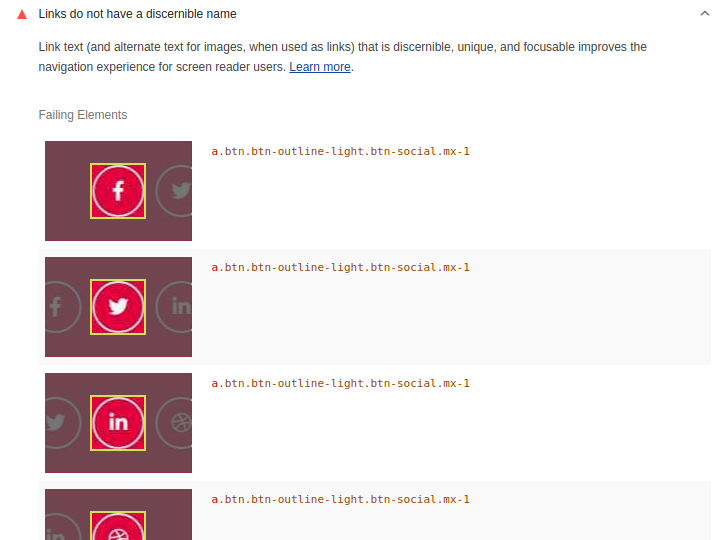 Links do not have a discernible name
Link text (and alternate text for images, when used as links) that is discernible, unique, and focusable improves the
navigation experience for screen reader users. Learn more.
Failing Elements
a.btn.btn-outline-light.btn-social.mx-1
a.btn.btn-outline-light.btn-social.mx-1
in
a.btn.btn-outline-light.btn-social.mx-1
in
a.btn.btn-outline-light.btn-social.mx-1
in